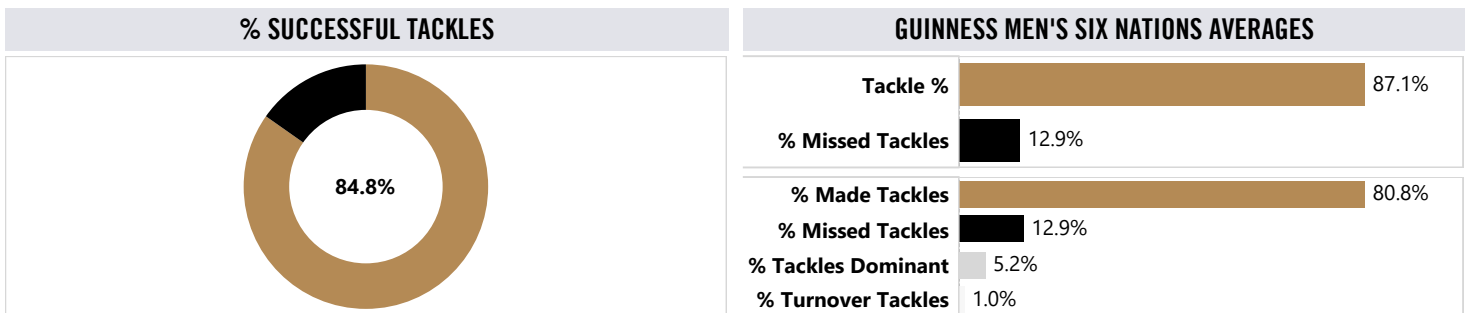 % SUCCESSFUL TACKLES
84.8%
GUINNESS MEN'S SIX NATIONS AVERAGES
Tackle % 87.1%
% Missed Tackles 12.9%
% Made Tackles 80.8%
% Missed Tackles 12.9%
% Tackles Dominant 5.2%
% Turnover Tackles 1.0%